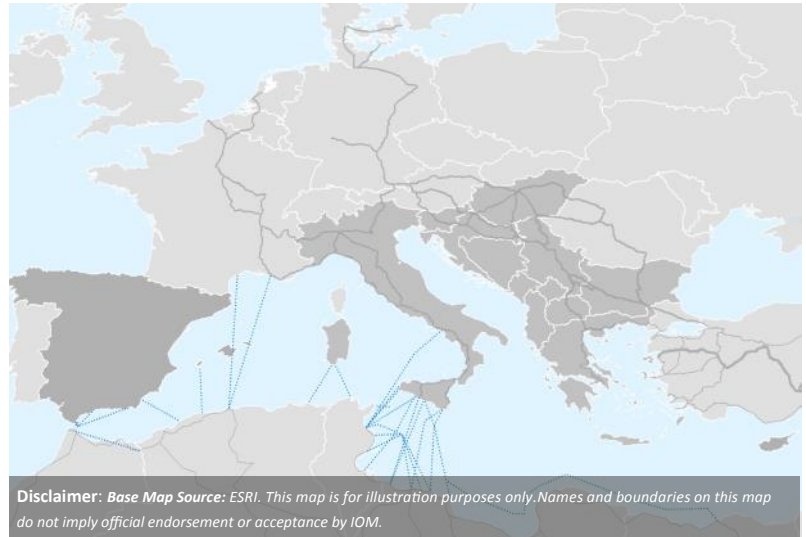 Disclaimer: Base Map Source: ESRI. This map is for illustration purposes only.Names and boundaries on this map
do not imply official endorsement or acceptance by IOM.